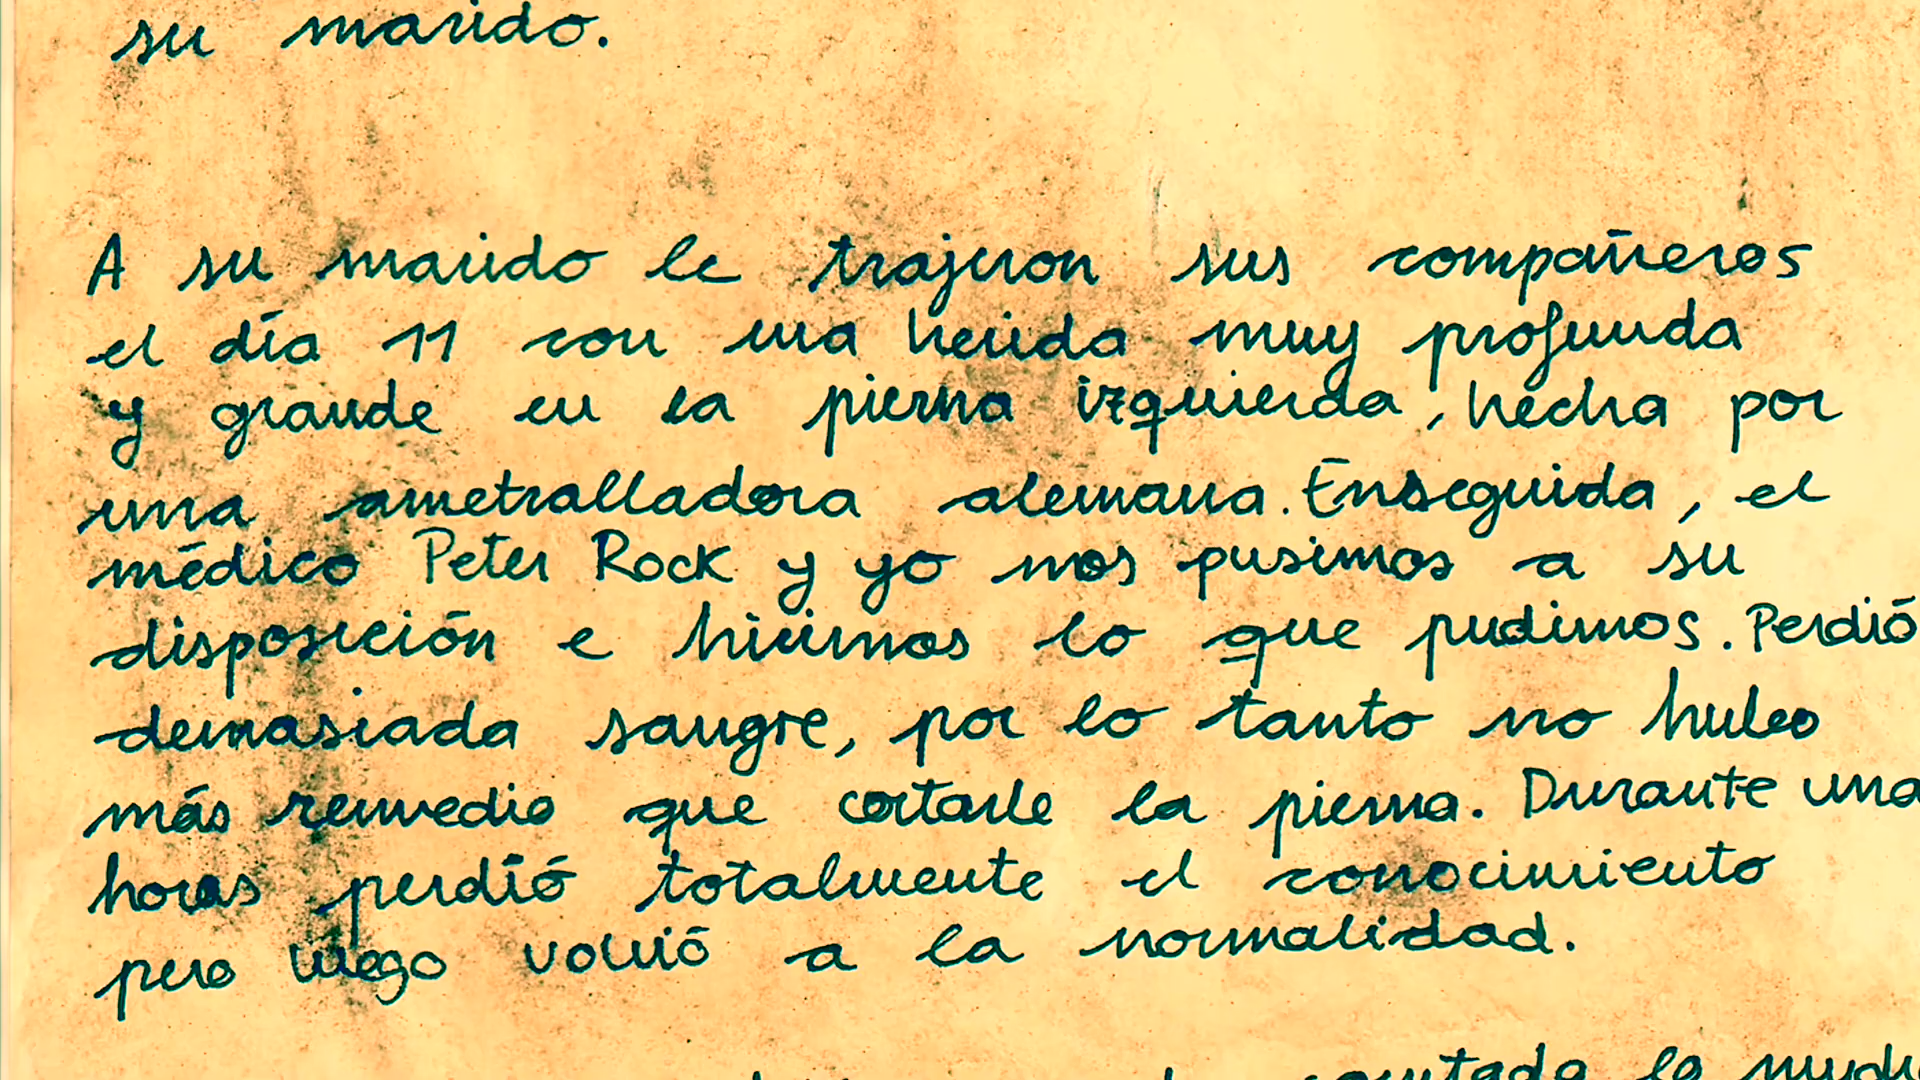 su marido.
A su marido le trajeron sus compañeros
el día 11 con una herida muy profunda
y grande en la pierna izquierda, hecha por
una ametralladora alemana. Enseguida, el
médico Peter Rock y yo nos pusimos a su
disposición e hicimos lo que pudimos. Perdió
demasiada sangre, por lo tanto no hubo
más remedio que cortarle la pierna. Durante una
horas perdió totalmente el conocimiento
pero luego volvió a la normalidad.
la